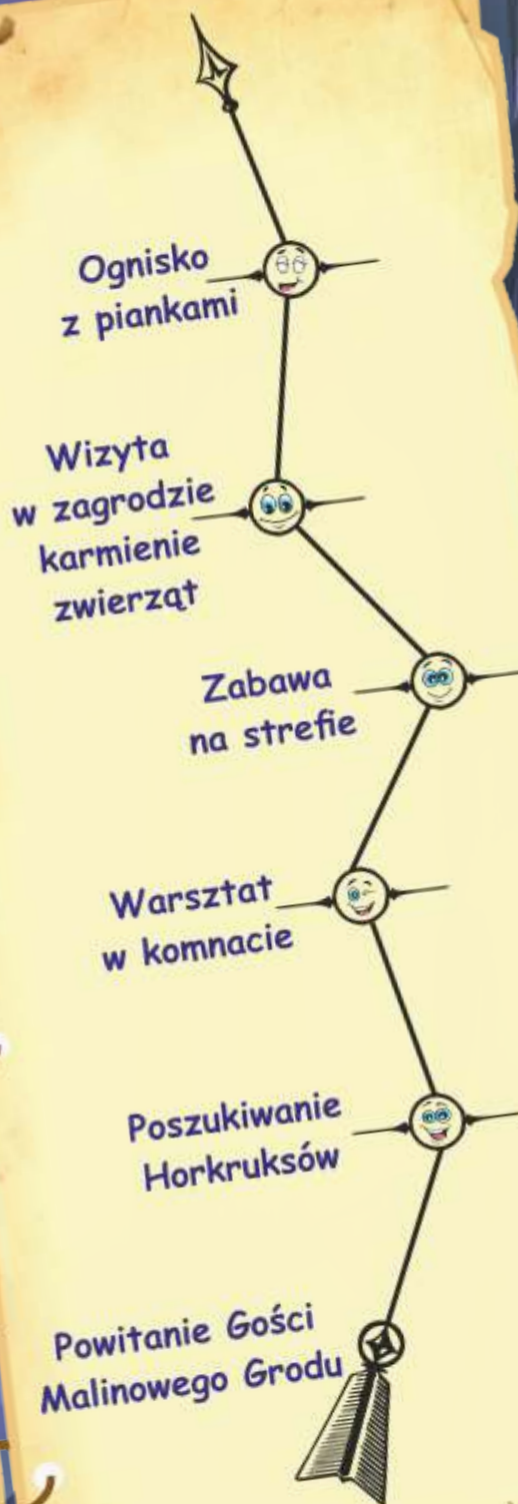 Ognisko
z piankami
Wizyta
w zagrodzie
karmienie
zwierząt
Zabawa
na strefie
Warsztat
w komnacie
Poszukiwanie
Horkruksów
Powitanie Gości
Malinowego Grodu